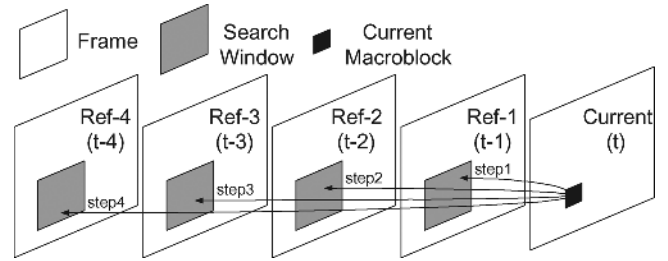 Frame
Search
Window
Current
Macroblock
Ref-4
(t-4)
Ref-3
(t-3)
Ref-2
(t-2)
Ref-1
(t-1)
Current
(t)
step1
step2
step3
step4